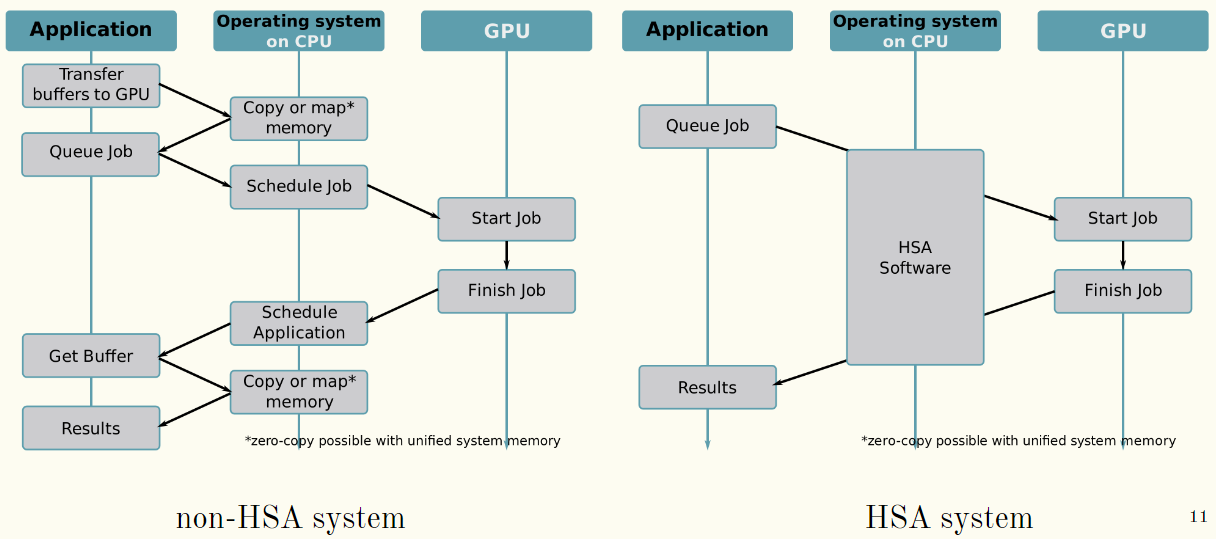 Application
Operating system
on CPU
GPU
Transfer
buffers to GPU
Copy or map*
memory
Queue Job
Schedule Job
Start Job
Finish Job
Schedule
Application
Get Buffer
Copy or map*
memory
Results
*zero-copy possible with unified system memory
non-HSA system
Application
Operating system
on CPU
GPU
Queue Job
HSA
Software
Start Job
Finish Job
Results
*zero-copy possible with unified system memory
HSA system
11